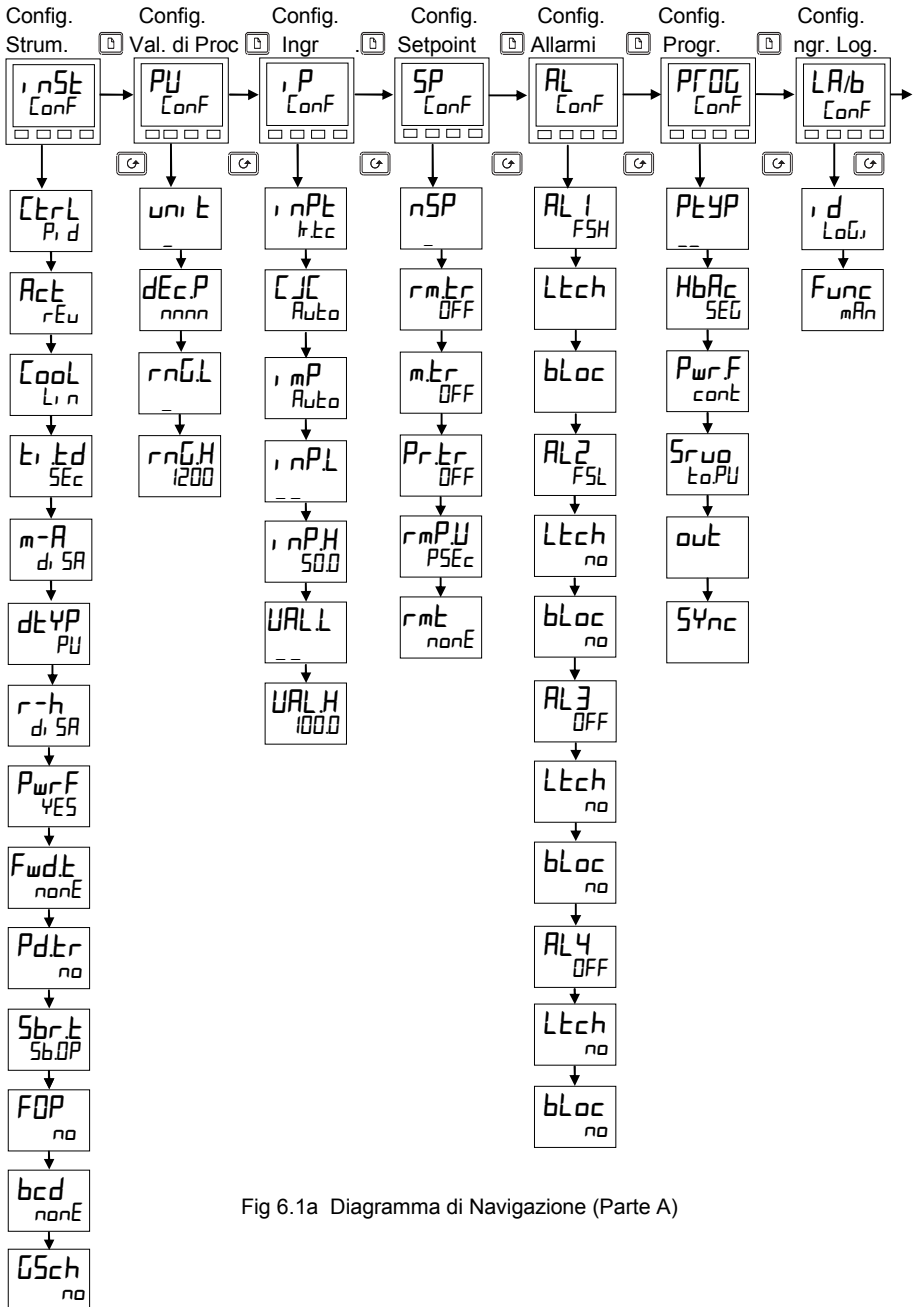 Config. Config. Config. Config. Config. Config. Config.
Strum. Val. di Proc Ingr . Setpoint Allarmi Progr. ngr. Log.
inSt
ConF
PV
ConF
iP
ConF
SP
ConF
AL
ConF
PrOG
ConF
LA/b
ConF
CtrL
Pid
Act
rEv
CooL
Lin
ti.td
SEc
m-A
diSA
dtYP
PV
r-h
diSA
PwrF
YES
Fwd.t
nonE
Pd.tr
no
Sbr.t
Sb.OP
FOP
no
bcd
nonE
GSch
no
unit
_
dEc.P
nnnn
rnG.L
_
rnG.H
1200
inPt
k.tc
CJC
Auto
imP
Auto
inP.L
_ _
inP.H
50.0
VAL.L
_ _
VAL.H
100.0
nSP
_
rm.tr
OFF
m.tr
OFF
Pr.tr
OFF
rmP.U
PSEc
rmt
nonE
AL1
FSH
Ltch
bLoc
AL2
FSL
Ltch
no
bLoc
no
AL3
OFF
Ltch
no
bLoc
no
AL4
OFF
Ltch
no
bLoc
no
PtYP
_ _
HbAc
SEG
Pwr.F
cont
Srvo
to.PV
out
SYnc
id
LoG.i
Func
mAn
Fig 6.1a Diagramma di Navigazione (Parte A)